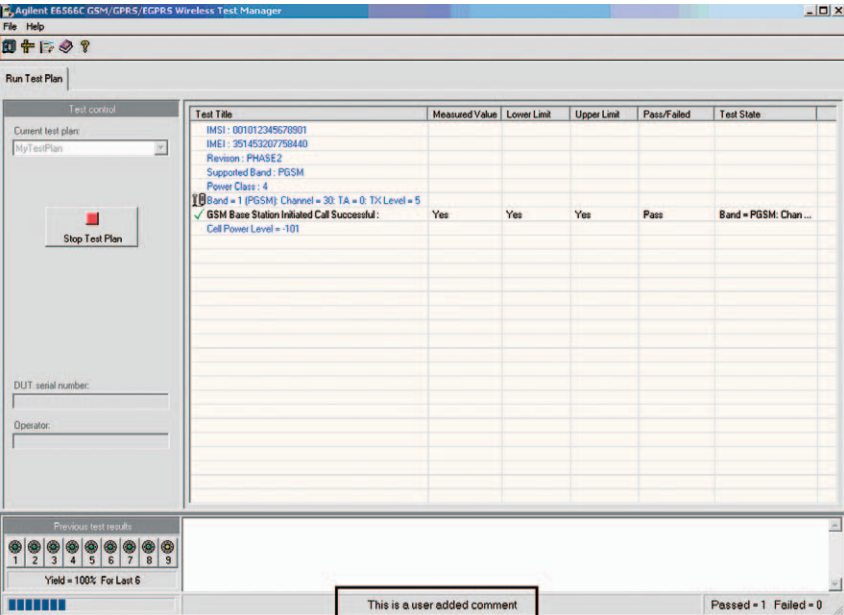 Agilent E6566C GSM/GPRS/EGPRS Wireless Test Manager
File Help
Run Test Plan
Test control
Current test plan:
MyTestPlan
Stop Test Plan
DUT serial number:
Operator:
Test Title Measured Value Lower Limit Upper Limit Pass/Failed Test State
IMSI : 001012345678901
IMEI : 351453207758440
Revison : PHASE2
Supported Band : PGSM
Power Class : 4
Band = 1 (PGSM): Channel = 30: TA = 0: TX Level = 5
GSM Base Station Initiated Call Successful : Yes Yes Yes Pass Band = PGSM: Chan ...
Cell Power Level = -101
Previous test results
1 2 3 4 5 6 7 8 9
Yield = 100% For Last 6
This is a user added comment
Passed = 1 Failed = 0